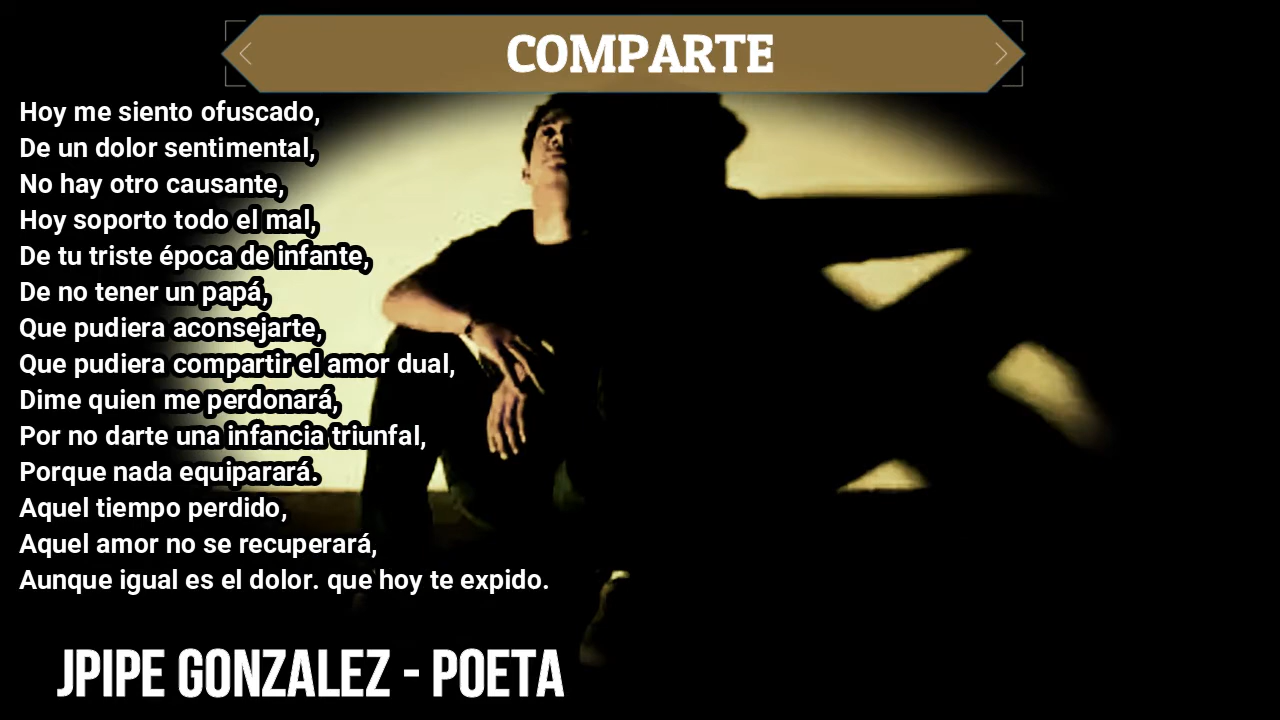 COMPARTE
Hoy me siento ofuscado,
De un dolor sentimental,
No hay otro causante,
Hoy soporto todo el mal,
De tu triste época de infante,
De no tener un papá,
Que pudiera aconsejarte,
Que pudiera compartir el amor dual,
Dime quien me perdonará,
Por no darte una infancia triunfal,
Porque nada equiparará.
Aquel tiempo perdido,
Aquel amor no se recuperará,
Aunque igual es el dolor. que hoy te expido.
JPIPE GONZALEZ - POETA